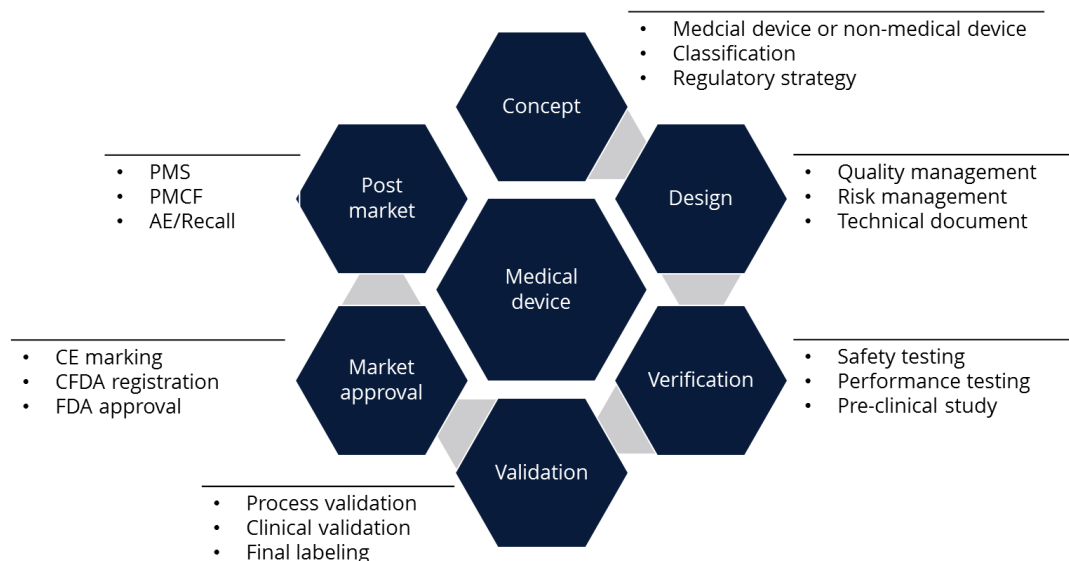 • Medcial device or non-medical device
• Classification
• Regulatory strategy
Concept
Design
• Quality management
• Risk management
• Technical document
Verification
• Safety testing
• Performance testing
• Pre-clinical study
Validation
• Process validation
• Clinical validation
• Final labeling
Market
approval
• CE marking
• CFDA registration
• FDA approval
Post
market
• PMS
• PMCF
• AE/Recall
Medical
device